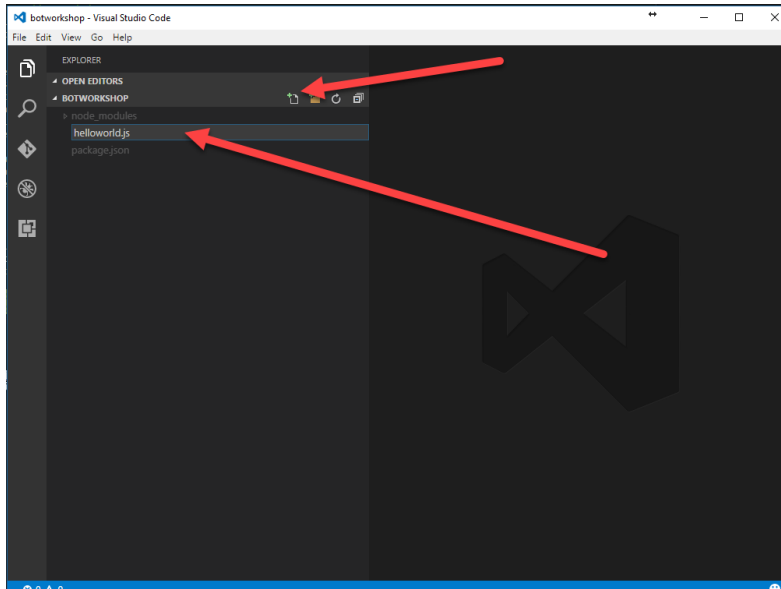 botworkshop - Visual Studio Code
File Edit View Go Help
EXPLORER
OPEN EDITORS
BOTWORKSHOP
node_modules
helloworld.js
package.json